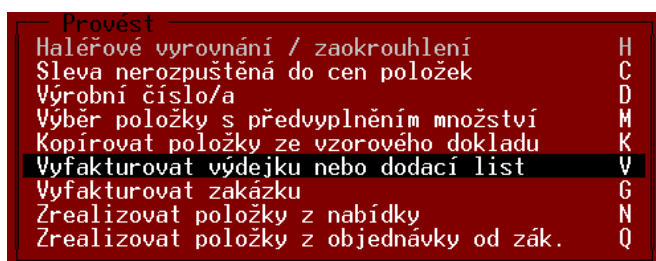 Provést
Haléřové vyrovnání / zaokrouhlení H
Sleva nerozpuštěná do cen položek C
Výrobní číslo/a D
Výběr položky s předvyplněním množství M
Kopírovat položky ze vzorového dokladu K
Vyfakturovat výdejku nebo dodací list V
Vyfakturovat zakázku G
Zrealizovat položky z nabídky N
Zrealizovat položky z objednávky od zák. Q